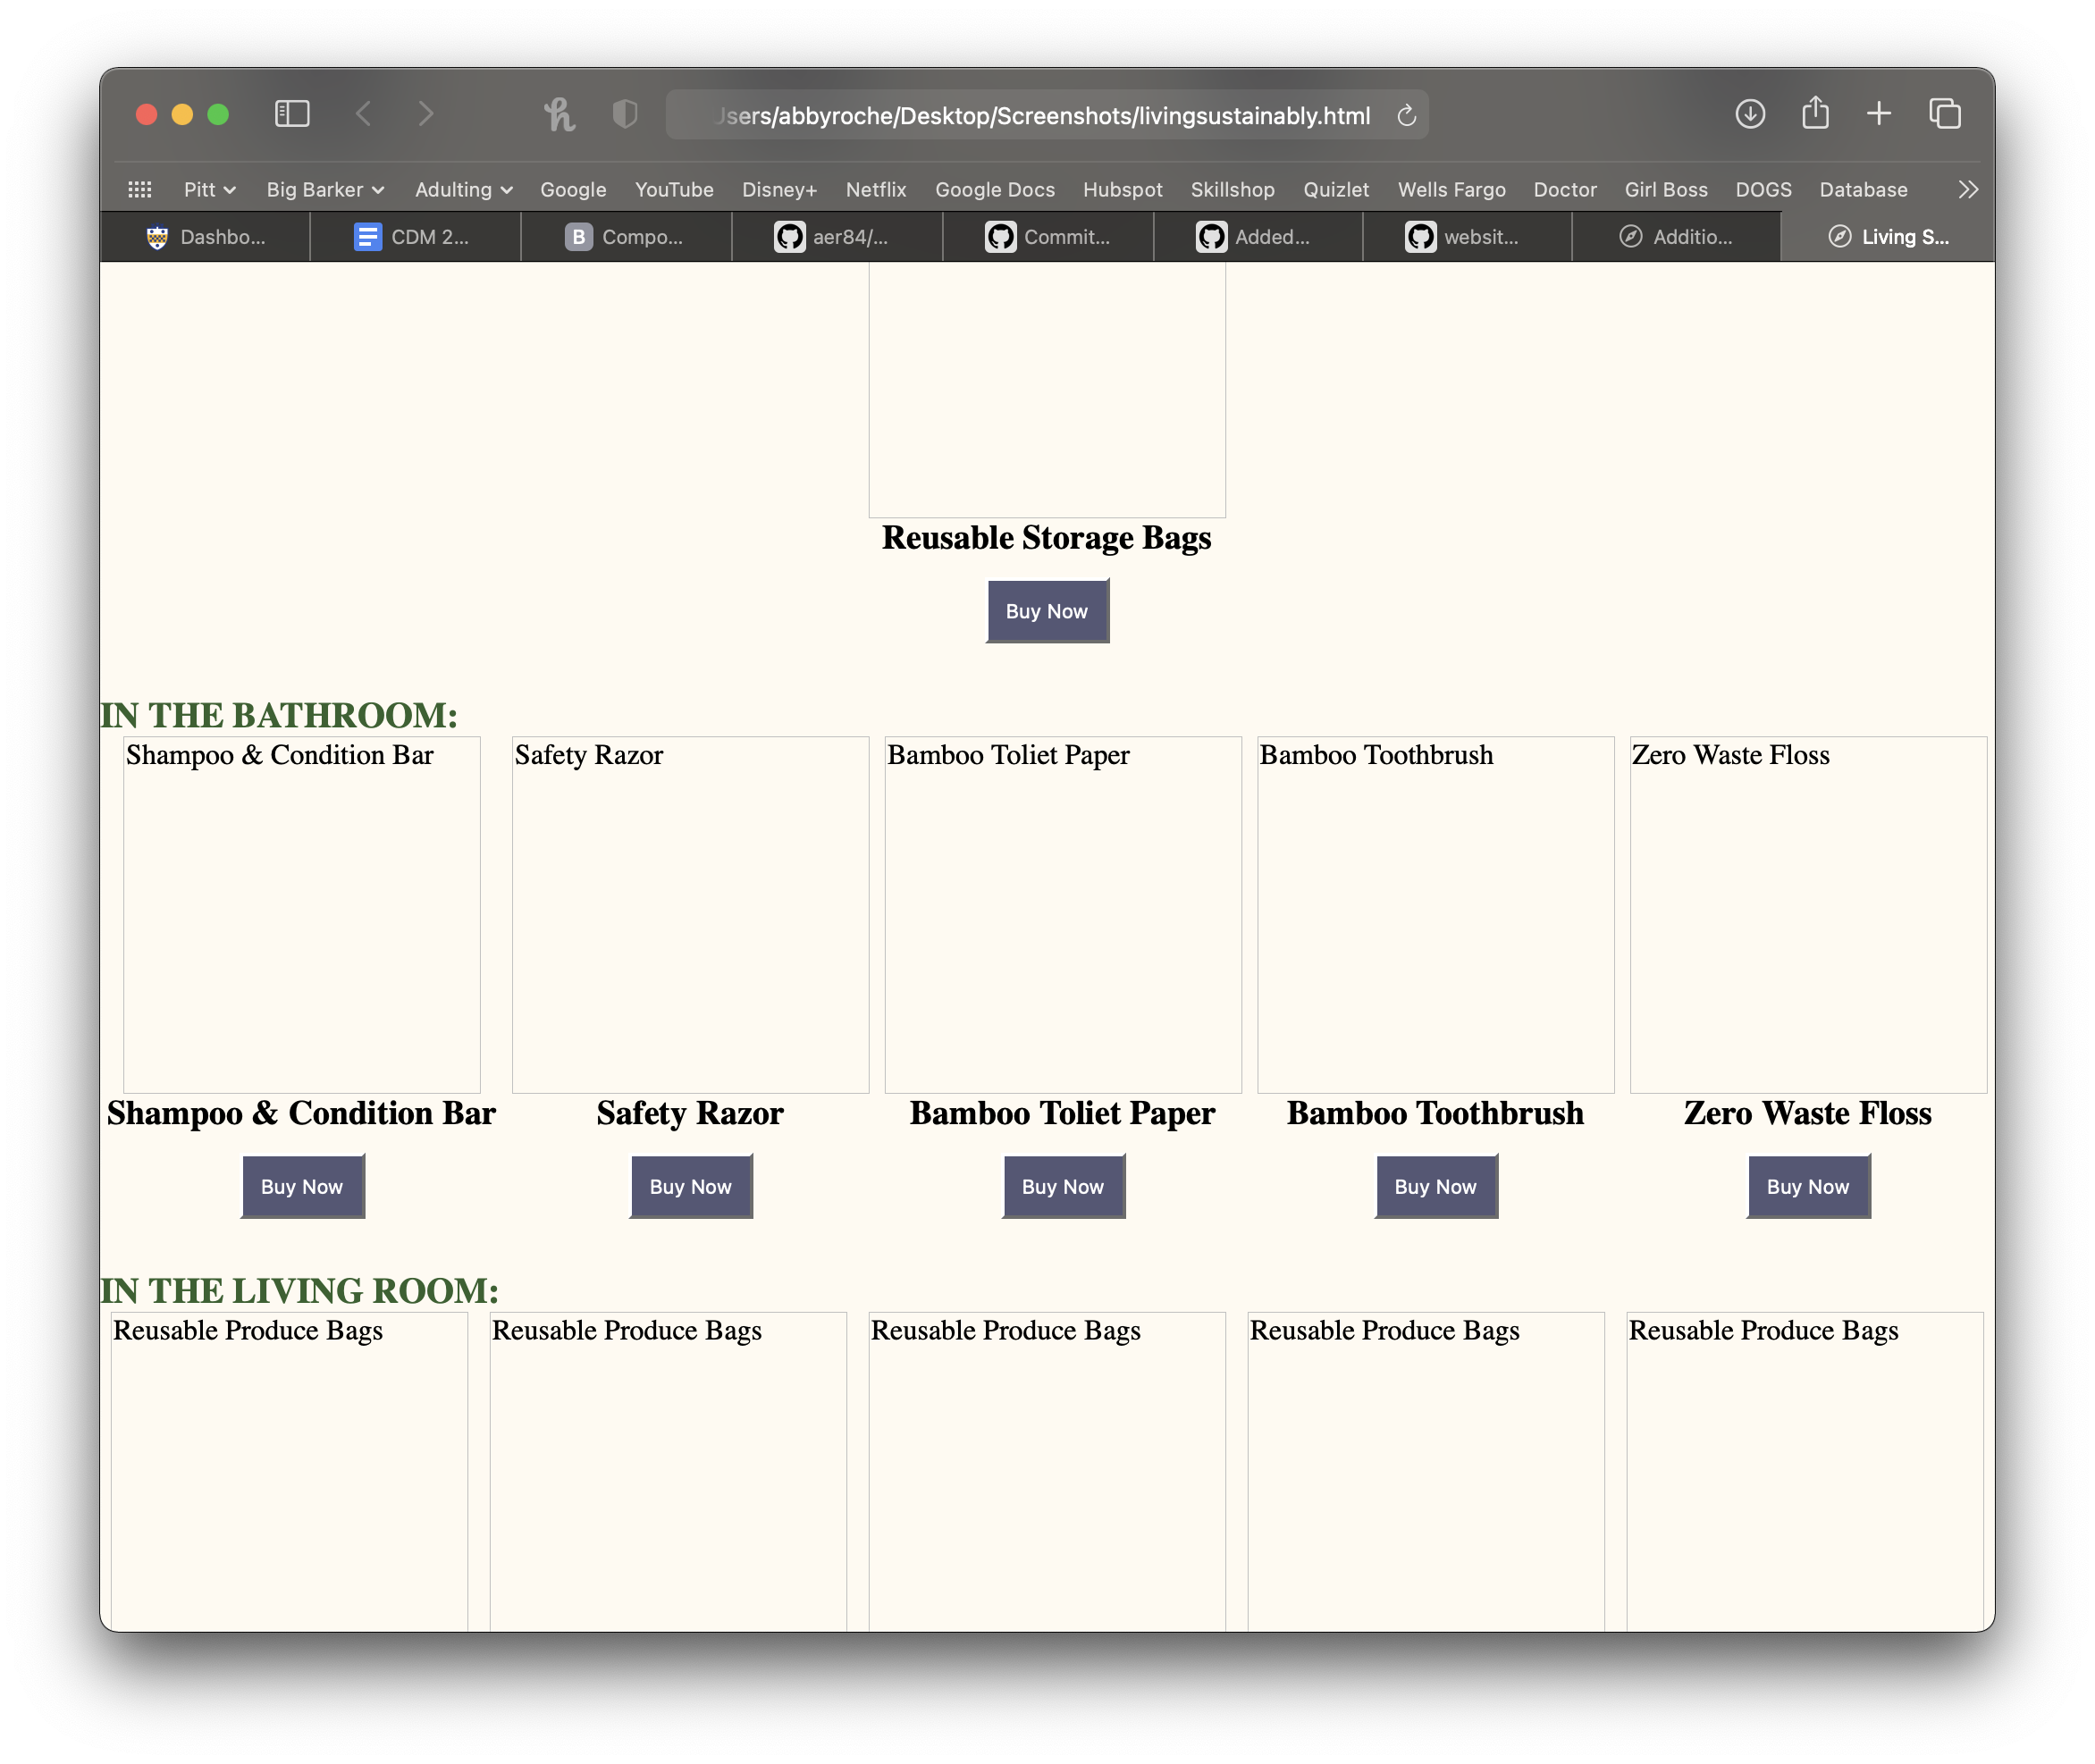 Users/abbyroche/Desktop/Screenshots/livingsustainably.html
Pitt Big Barker Adulting Google YouTube Disney+ Netflix Google Docs Hubspot Skillshop Quizlet Wells Fargo Doctor Girl Boss DOGS Database
Dashbo... CDM 2... B Compo... aer84/... Commit... Added... websit... Additio... Living S...
Reusable Storage Bags
Buy Now
IN THE BATHROOM:
Shampoo & Condition Bar Safety Razor Bamboo Toliet Paper Bamboo Toothbrush Zero Waste Floss
Shampoo & Condition Bar Safety Razor Bamboo Toliet Paper Bamboo Toothbrush Zero Waste Floss
Buy Now Buy Now Buy Now Buy Now Buy Now
IN THE LIVING ROOM:
Reusable Produce Bags Reusable Produce Bags Reusable Produce Bags Reusable Produce Bags Reusable Produce Bags